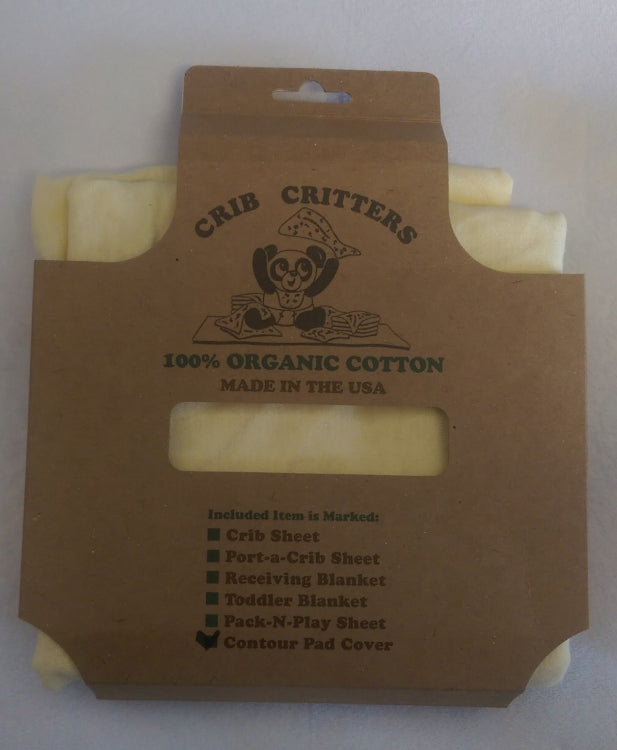 CRIB CRITTERS
100% ORGANIC COTTON
MADE IN THE USA
Included Item is Marked:
Crib Sheet
Port-a-Crib Sheet
Receiving Blanket
Toddler Blanket
Pack-N-Play Sheet
Contour Pad Cover